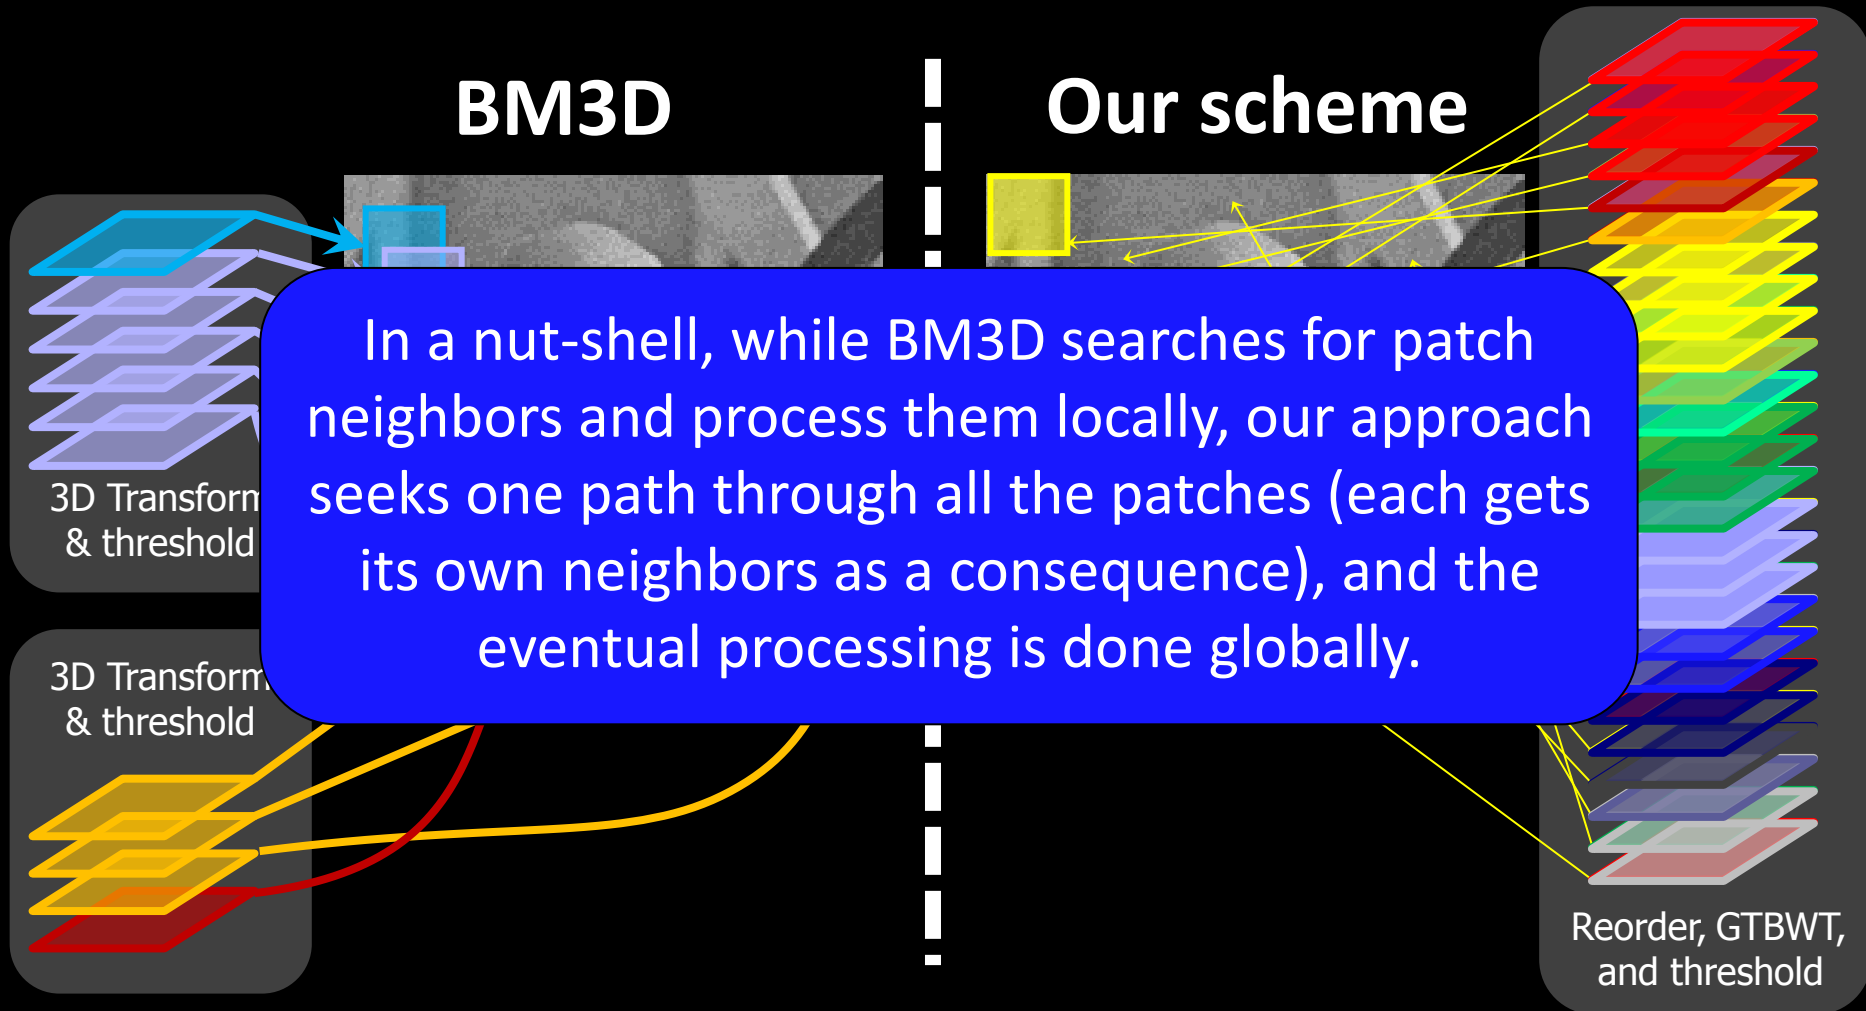 BM3D
Our scheme
3D Transform
& threshold
In a nut-shell, while BM3D searches for patch
neighbors and process them locally, our approach
seeks one path through all the patches (each gets
its own neighbors as a consequence), and the
eventual processing is done globally.
3D Transform
& threshold
Reorder, GTBWT,
and threshold